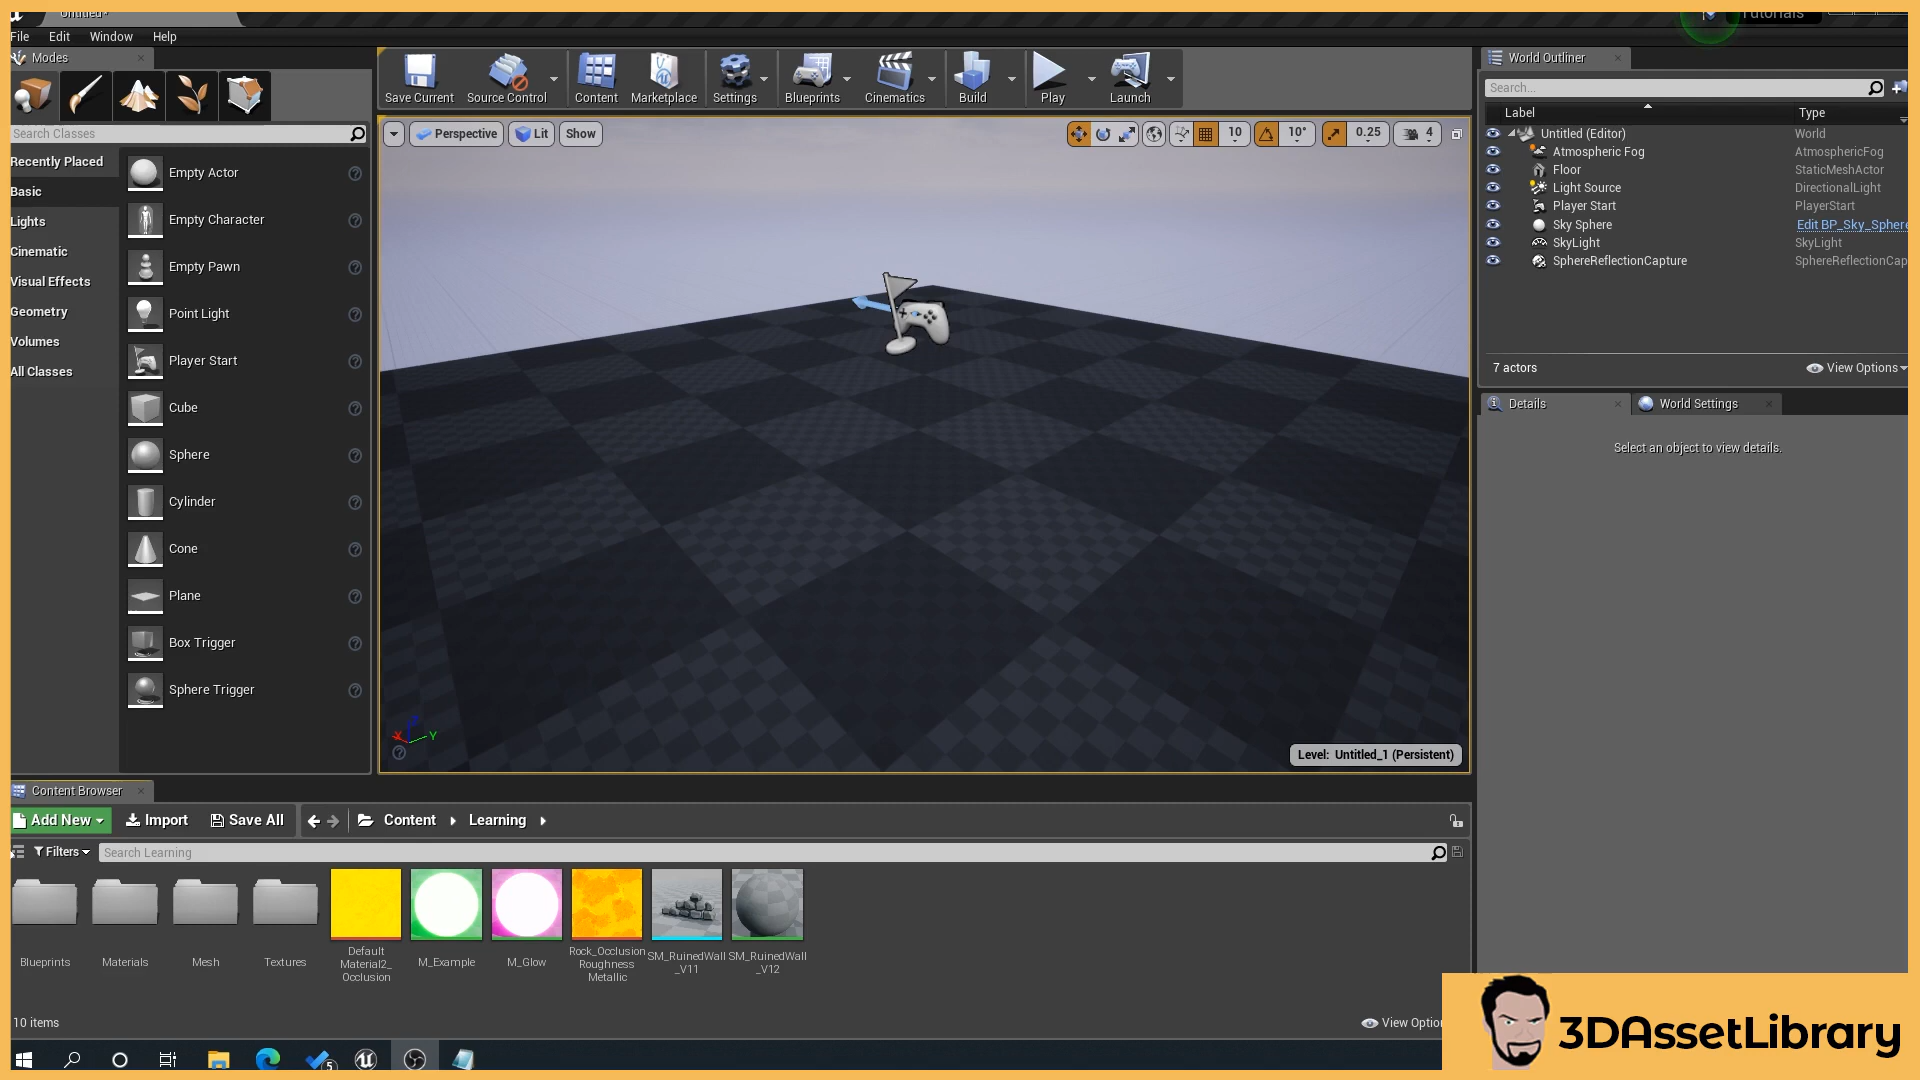 Untitled*
Tutorials
File Edit Window Help
Modes
Save Current Source Control Content Marketplace Settings Blueprints Cinematics Build Play Launch
World Outliner
Search...
Label Type
Untitled (Editor) World
Atmospheric Fog AtmosphericFog
Floor StaticMeshActor
Light Source DirectionalLight
Player Start PlayerStart
Sky Sphere Edit BP_Sky_Sphere
SkyLight SkyLight
SphereReflectionCapture SphereReflectionCap
7 actors View Options
Details World Settings
Select an object to view details.
Search Classes
Recently Placed
Basic
Lights
Cinematic
Visual Effects
Geometry
Volumes
All Classes
Empty Actor
Empty Character
Empty Pawn
Point Light
Player Start
Cube
Sphere
Cylinder
Cone
Plane
Box Trigger
Sphere Trigger
Perspective Lit Show
10 10° 0.25 4
X Y Z
Level: Untitled_1 (Persistent)
Content Browser
Add New Import Save All Content Learning
Filters Search Learning
Blueprints
Materials
Mesh
Textures
Default
Material2_
Occlusion
M_Example
M_Glow
Rock_Occlusion
Roughness
Metallic
SM_RuinedWall
_V11
SM_RuinedWall
_V12
10 items
View Option
5
3DAssetLibrary